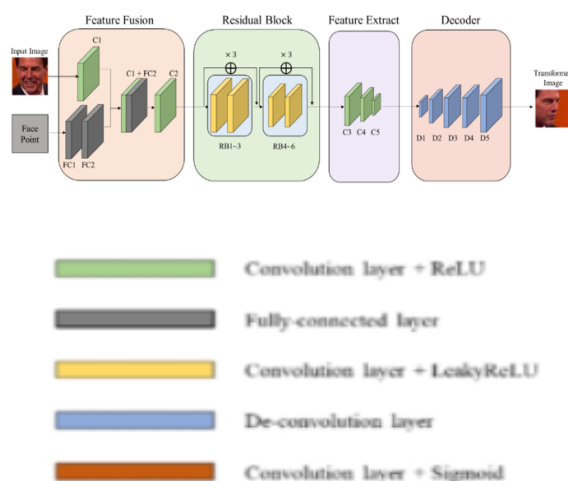 Feature Fusion
Residual Block
Feature Extract
Decoder
Input Image
C1
C1 + FC2
C2
× 3
× 3
Transforme
Image
Face
Point
FC1
FC2
RB1~3
RB4~6
C3
C4
C5
D1
D2
D3
D4
D5
Convolution layer + ReLU
Fully-connected layer
Convolution layer + LeakyReLU
De-convolution layer
Convolution layer + Sigmoid